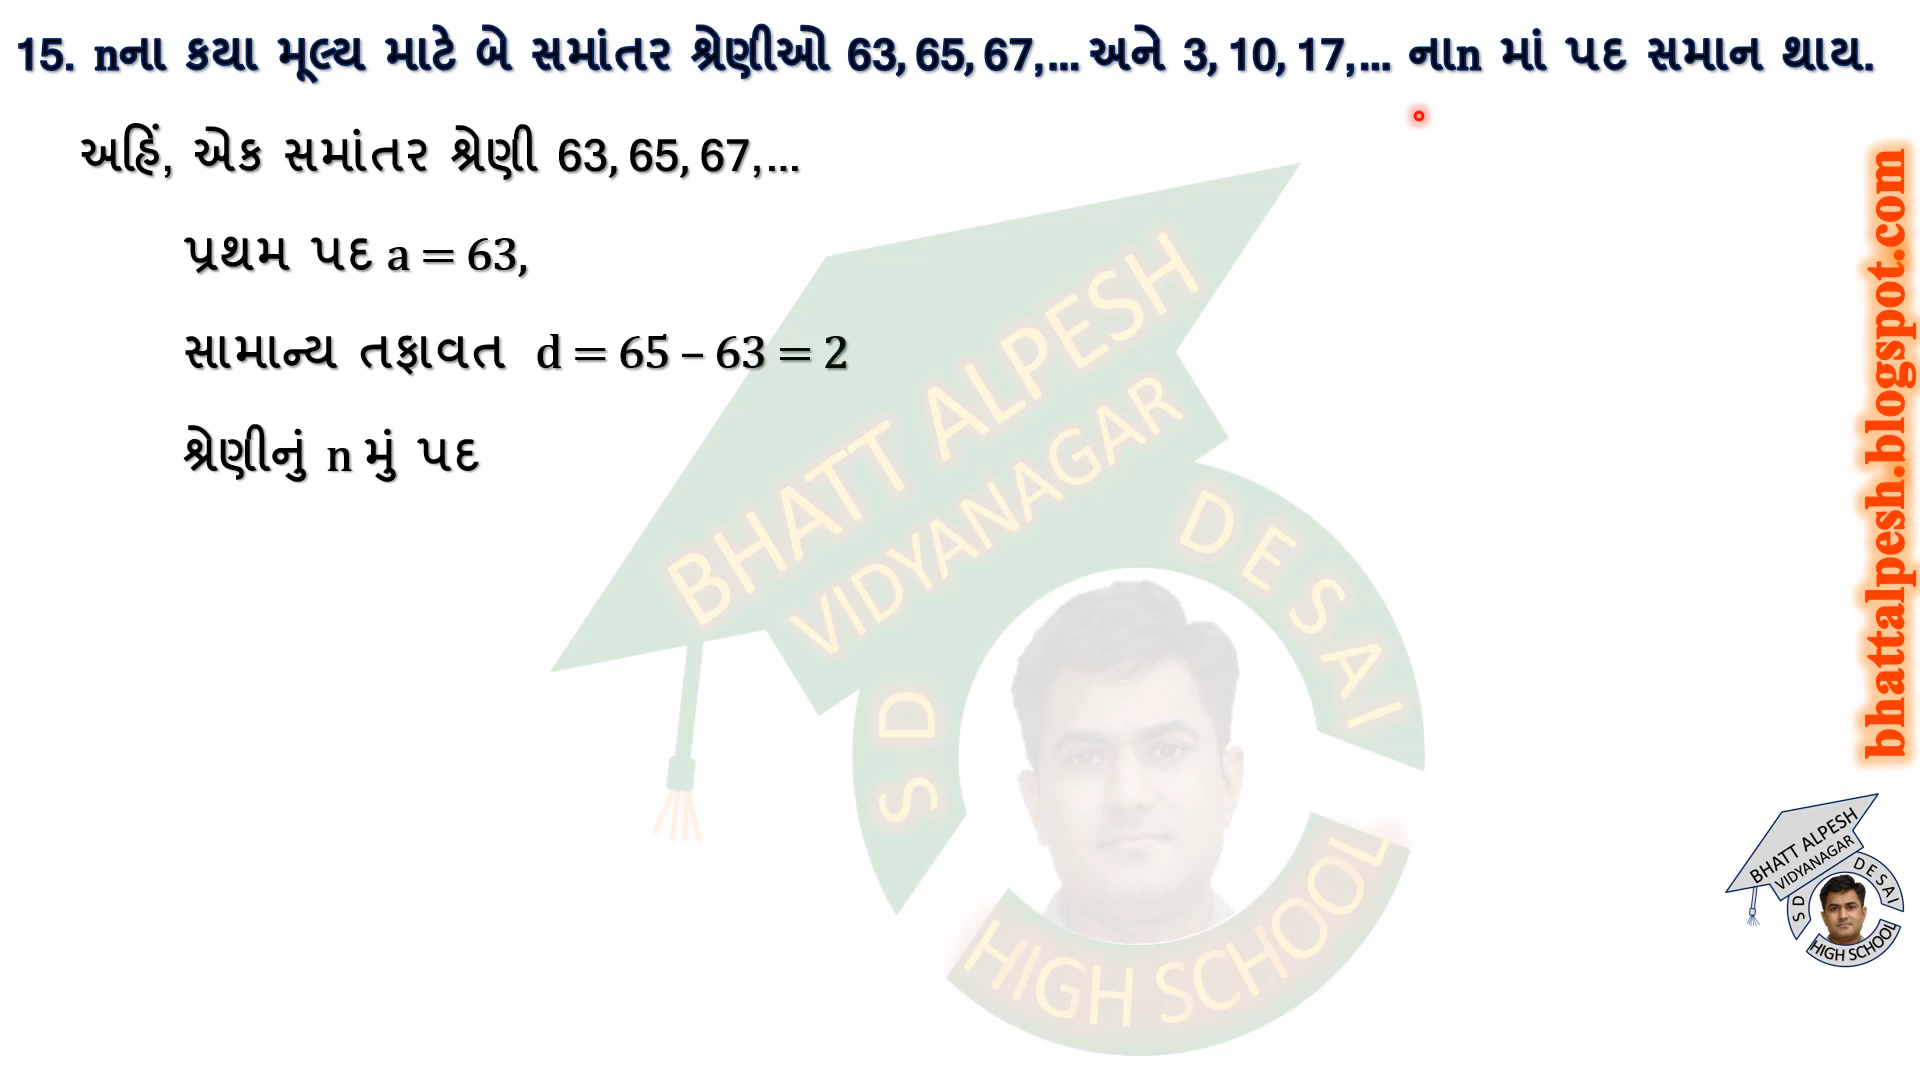 15. nના કયા મૂલ્ય માટે બે સમાંતર શ્રેણીઓ 63, 65, 67,... અને 3, 10, 17,... નાn માં પદ સમાન થાય.
અહિં, એક સમાંતર શ્રેણી 63, 65, 67,...
પ્રથમ પદ a = 63,
સામાન્ય તફાવત d = 65 – 63 = 2
શ્રેણીનું n મું પદ
BHATT ALPESH
VIDYANAGAR
S D DESAI
HIGH SCHOOL
bhattalpesh.blogspot.com
BHATT ALPESH
VIDYANAGAR
S D DESAI
HIGH SCHOOL